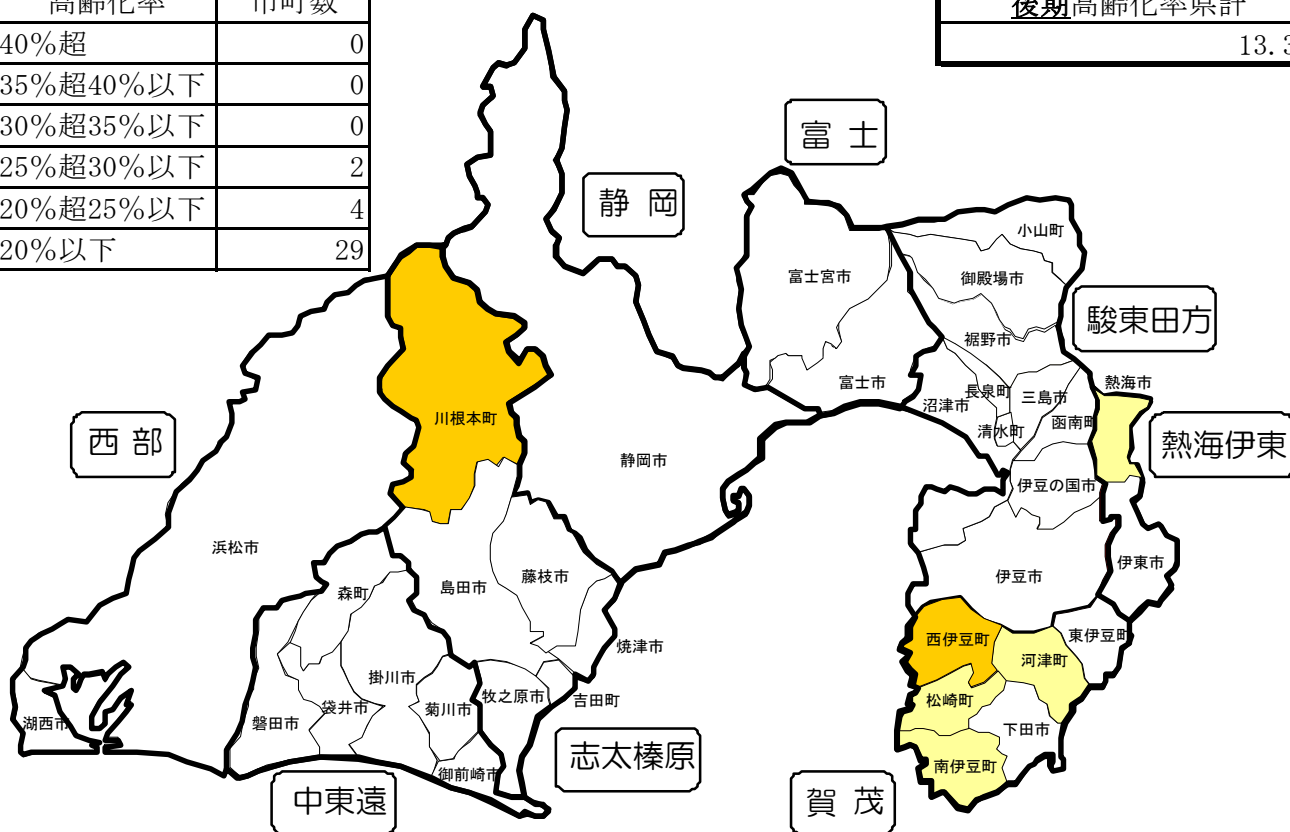 高齢化率 市町数
40%超 0
35%超40%以下 0
30%超35%以下 0
25%超30%以下 2
20%超25%以下 4
20%以下 29
後期高齢化率県計
13.3
富士
静岡
小山町
富士宮市
御殿場市
駿東田方
裾野市
富士市
熱海市
長泉町
三島市
沼津市
川根本町
函南町
清水町
西部
熱海伊東
静岡市
伊豆の国市
浜松市
伊東市
藤枝市
伊豆市
島田市
森町
東伊豆町
西伊豆町
焼津市
河津町
掛川市
牧之原市
吉田町
松崎町
袋井市
菊川市
湖西市
磐田市
下田市
志太榛原
南伊豆町
御前崎市
中東遠
賀茂